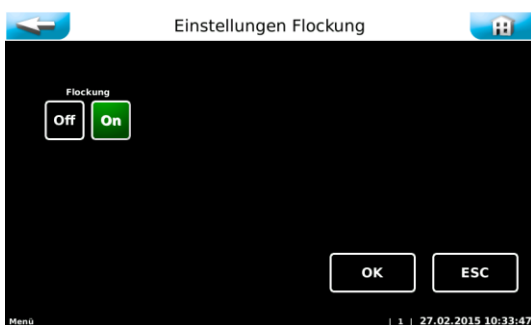 Einstellungen Flockung
Flockung
Off On
OK ESC
Menü | 1 | 27.02.2015 10:33:47